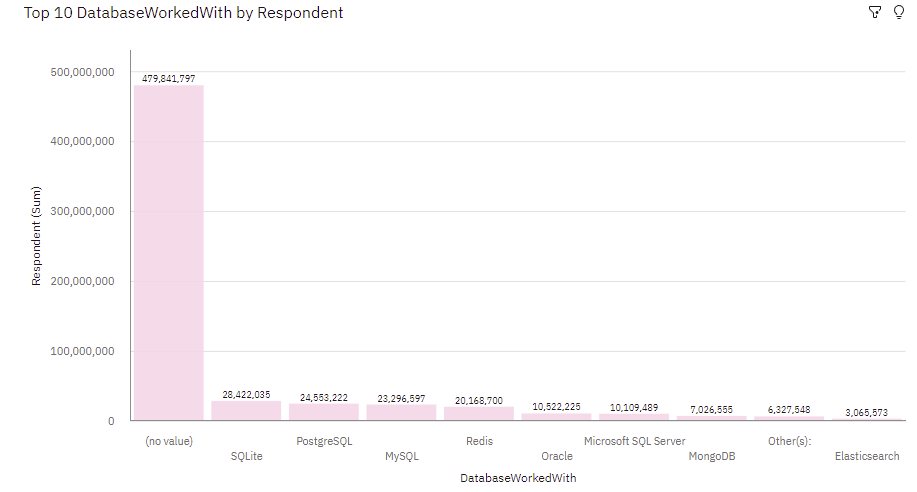 Top 10 DatabaseWorkedWith by Respondent
500,000,000
400,000,000
300,000,000
200,000,000
100,000,000
0
Respondent (Sum)
479,841,797
28,422,035
24,553,222
23,296,597
20,168,700
10,522,225
10,109,489
7,026,555
6,327,548
3,065,573
(no value)
SQLite
PostgreSQL
MySQL
Redis
Oracle
Microsoft SQL Server
MongoDB
Other(s):
Elasticsearch
DatabaseWorkedWith